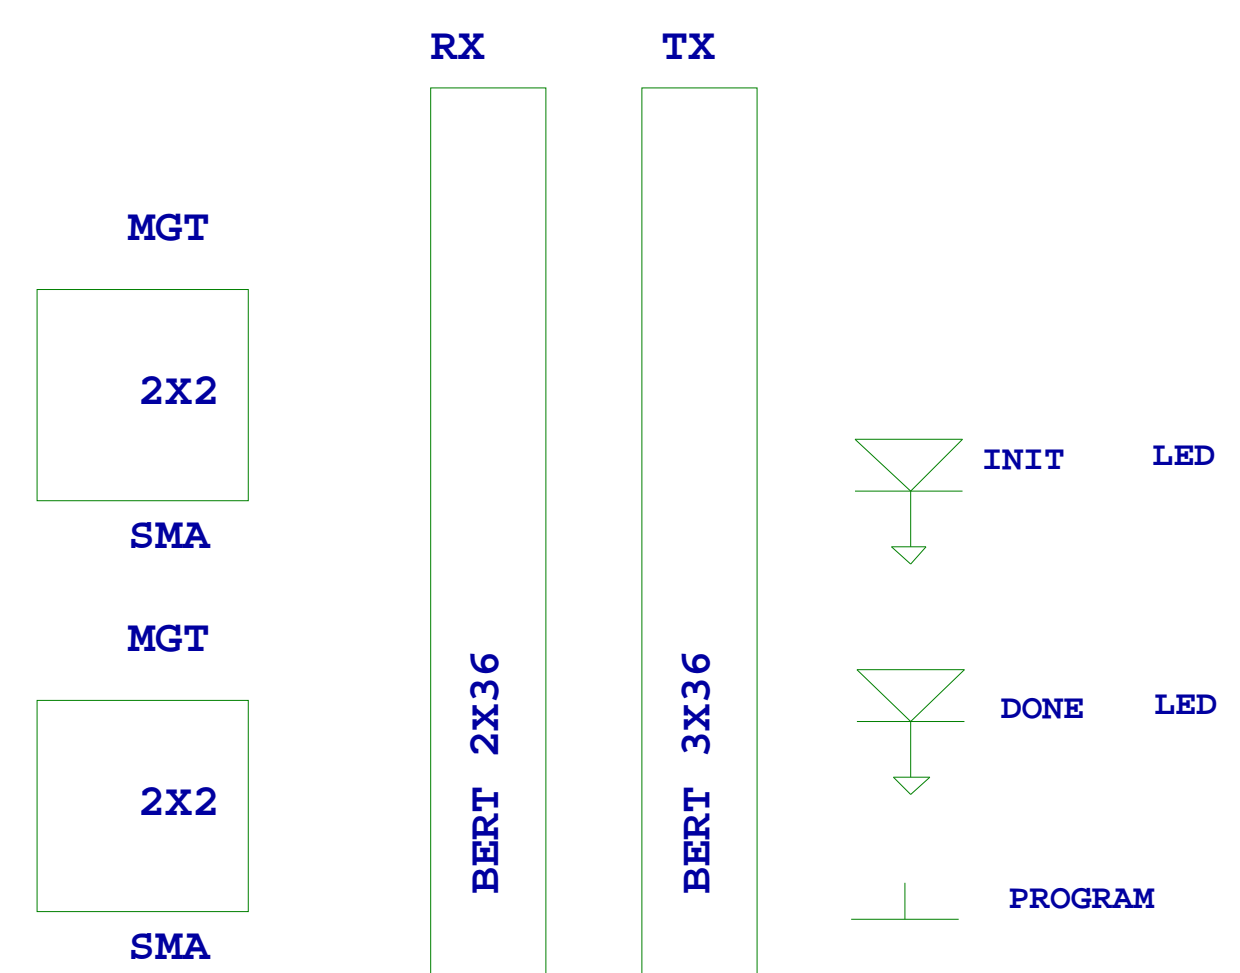 RX
TX
MGT
2X2
SMA
MGT
2X2
SMA
BERT 2X36
BERT 3X36
INIT LED
DONE LED
PROGRAM